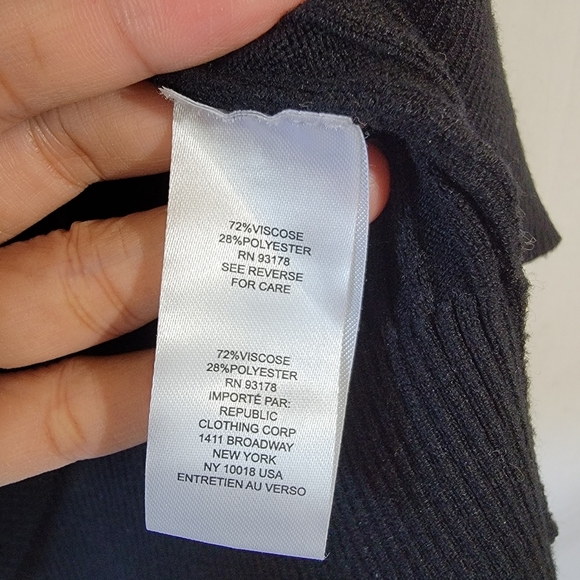 72%VISCOSE
28%POLYESTER
RN 93178
SEE REVERSE
FOR CARE
72%VISCOSE
28%POLYESTER
RN 93178
IMPORTÉ PAR:
REPUBLIC
CLOTHING CORP
1411 BROADWAY
NEW YORK
NY 10018 USA
ENTRETIEN AU VERSO